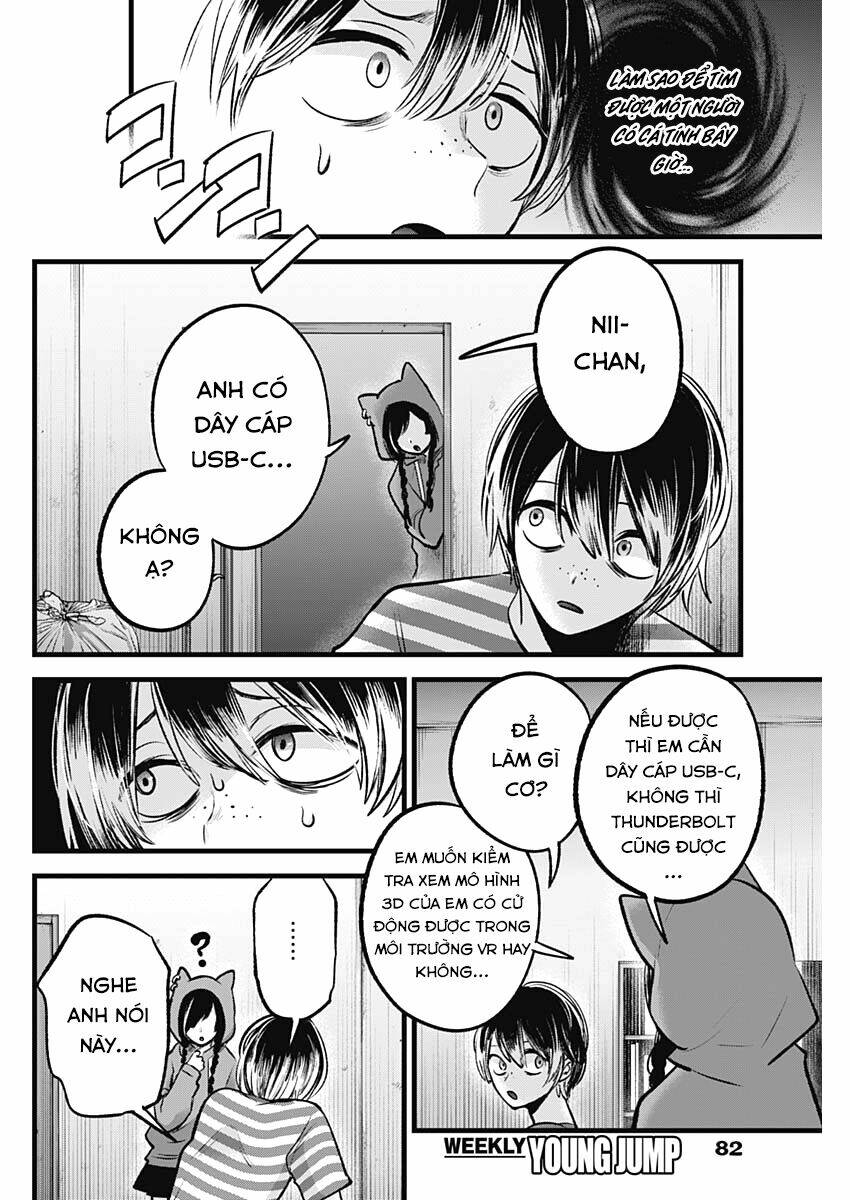 LÀM SAO ĐỂ TÌM
ĐƯỢC MỘT NGƯỜI
CÓ CÁ TÍNH BÂY
GIỜ...
NII-
CHAN,
ANH CÓ
DÂY CÁP
USB-C...
KHÔNG
Ạ?
NẾU ĐƯỢC
THÌ EM CẦN
DÂY CÁP USB-C,
KHÔNG THÌ
THUNDERBOLT
CŨNG ĐƯỢC
...
ĐỂ
LÀM GÌ
CƠ?
EM MUỐN KIỂM
TRA XEM MÔ HÌNH
3D CỦA EM CÓ CỬ
ĐỘNG ĐƯỢC TRONG
MÔI TRƯỜNG VR HAY
KHÔNG...
......
?
NGHE
ANH NÓI
NÀY...
WEEKLY YOUNG JUMP 82